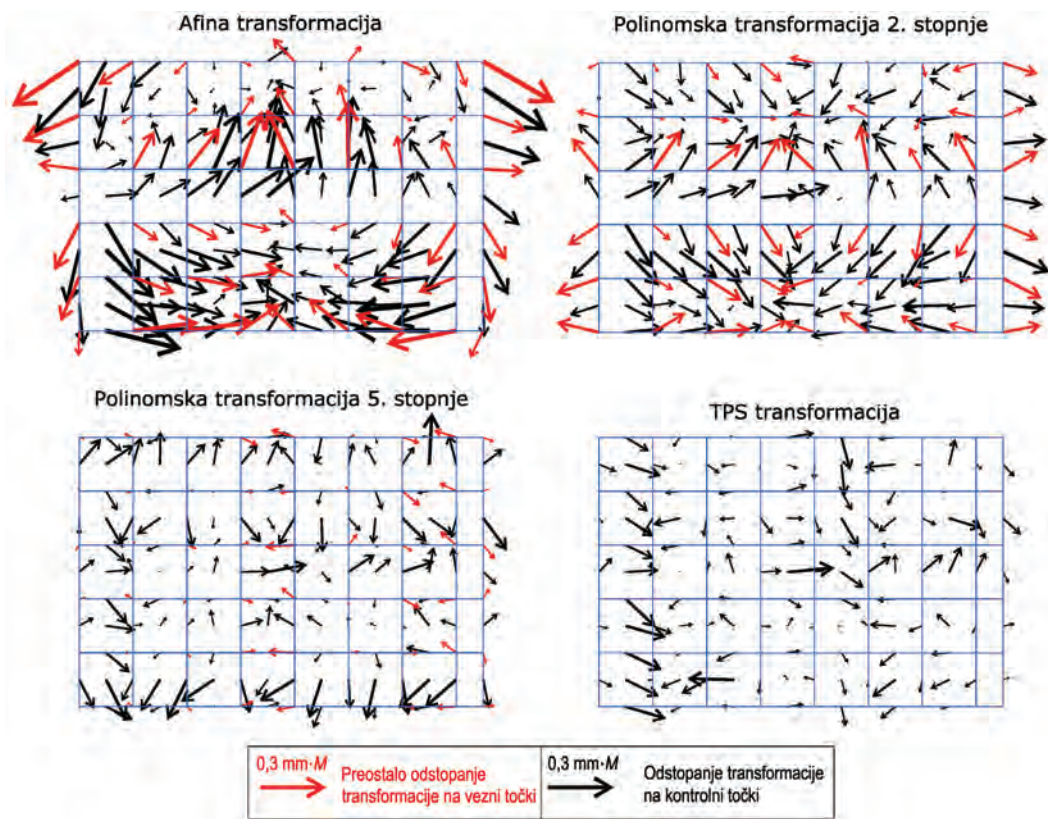 Afina transformacija
Polinomska transformacija 2. stopnje
Polinomska transformacija 5. stopnje
TPS transformacija
0,3 mm·M
Preostalo odstopanje
transformacije na vezni točki
0,3 mm·M
Odstopanje transformacije
na kontrolni točki